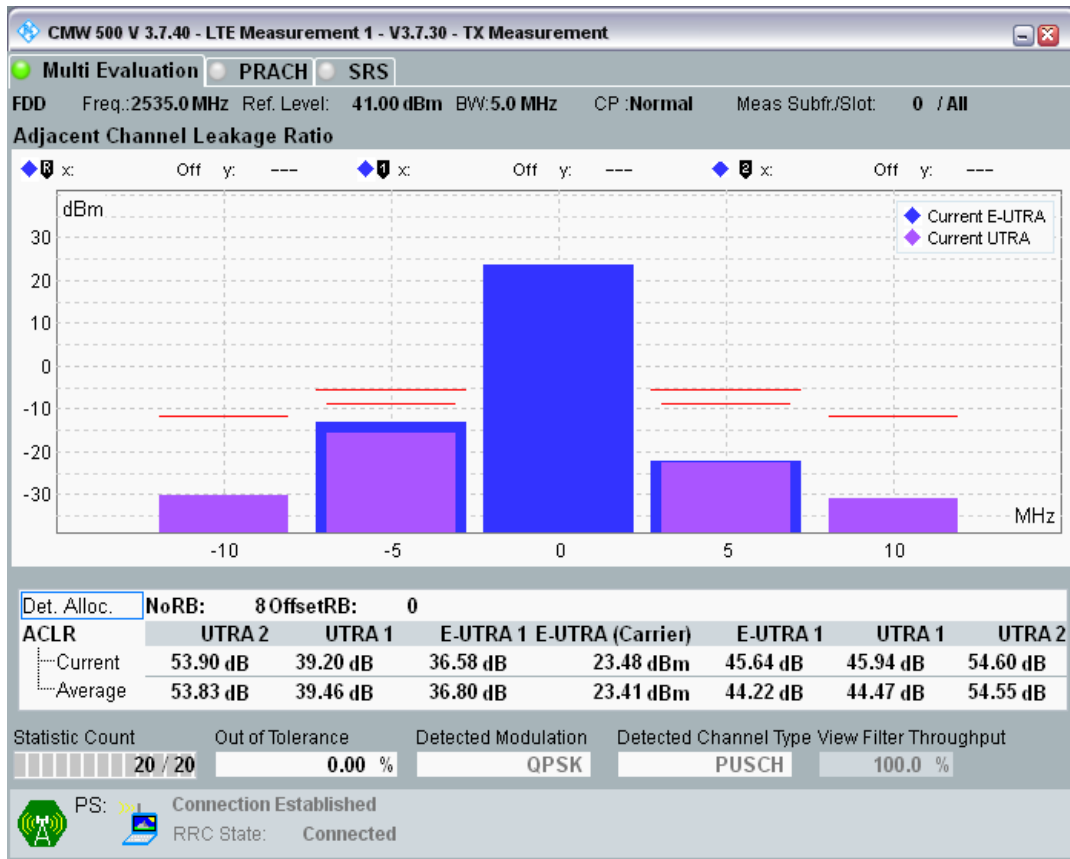 CMW 500 V 3.7.40 - LTE Measurement 1 - V3.7.30 - TX Measurement
Multi Evaluation PRACH SRS
FDD Freq.:2535.0 MHz Ref. Level: 41.00 dBm BW:5.0 MHz CP :Normal Meas Subfr./Slot: 0 / All
Adjacent Channel Leakage Ratio
R x: Off y: --- 1 x: Off y: --- 2 x: Off y: ---
dBm
Current E-UTRA
Current UTRA
30
20
10
0
-10
-20
-30
MHz
-10 -5 0 5 10
Det. Alloc. NoRB: 8 OffsetRB: 0
ACLR UTRA 2 UTRA 1 E-UTRA 1 E-UTRA (Carrier) E-UTRA 1 UTRA 1 UTRA 2
Current 53.90 dB 39.20 dB 36.58 dB 23.48 dBm 45.64 dB 45.94 dB 54.60 dB
Average 53.83 dB 39.46 dB 36.80 dB 23.41 dBm 44.22 dB 44.47 dB 54.55 dB
Statistic Count Out of Tolerance Detected Modulation Detected Channel Type View Filter Throughput
20 / 20 0.00 % QPSK PUSCH 100.0 %
PS: Connection Established
RRC State: Connected